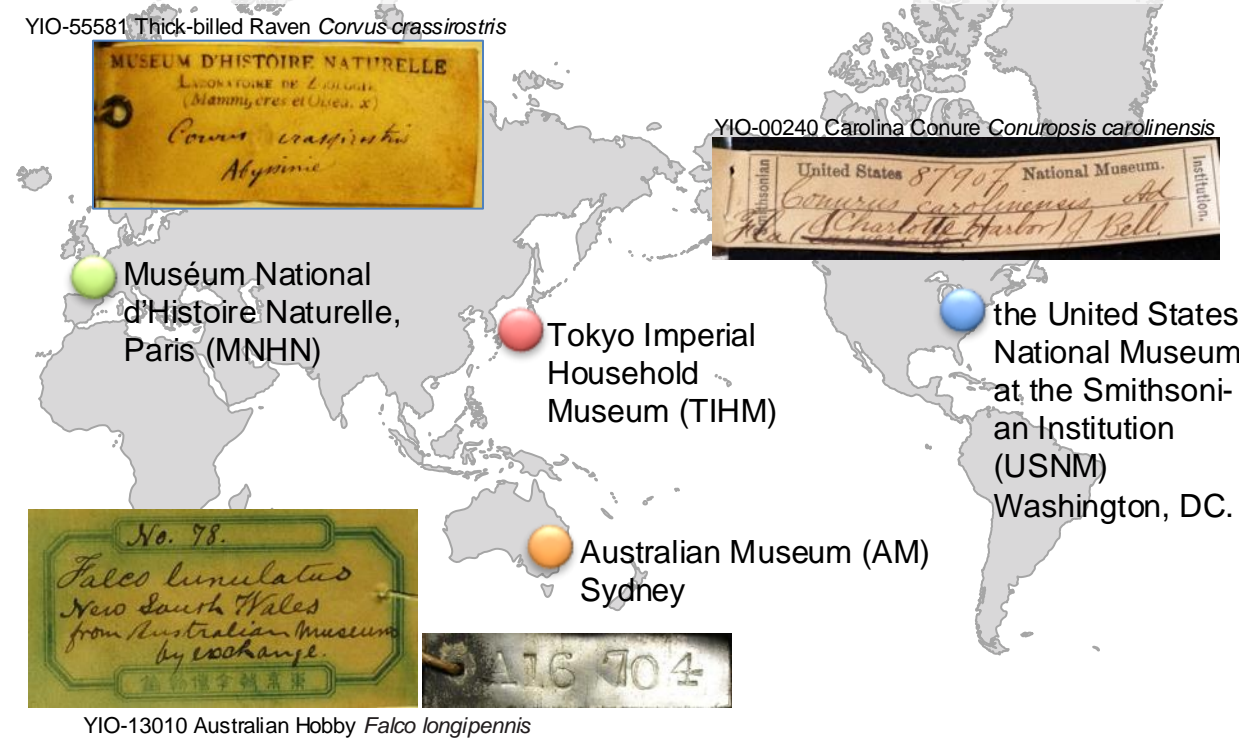 YIO-55581 Thick-billed Raven Corvus crassirostris
MUSEUM D'HISTOIRE NATURELLE
LABORATOIRE DE ZOOLOGIE
(Mammifères et Oiseaux)
Corvus crassirostris
Abyssinie
YIO-00240 Carolina Conure Conuropsis carolinensis
Smithsonian
United States 87907 National Museum.
Institution.
Conurus carolinensis Ad
Fla (Charlotte Harbor) J. Bell.
Muséum National
d'Histoire Naturelle,
Paris (MNHN)
Tokyo Imperial
Household
Museum (TIHM)
the United States
National Museum
at the Smithsoni-
an Institution
(USNM)
Washington, DC.
Australian Museum (AM)
Sydney
No. 78.
Falco lunulatus
New South Wales
from Australian Museum
by exchange.
A16 704
YIO-13010 Australian Hobby Falco longipennis